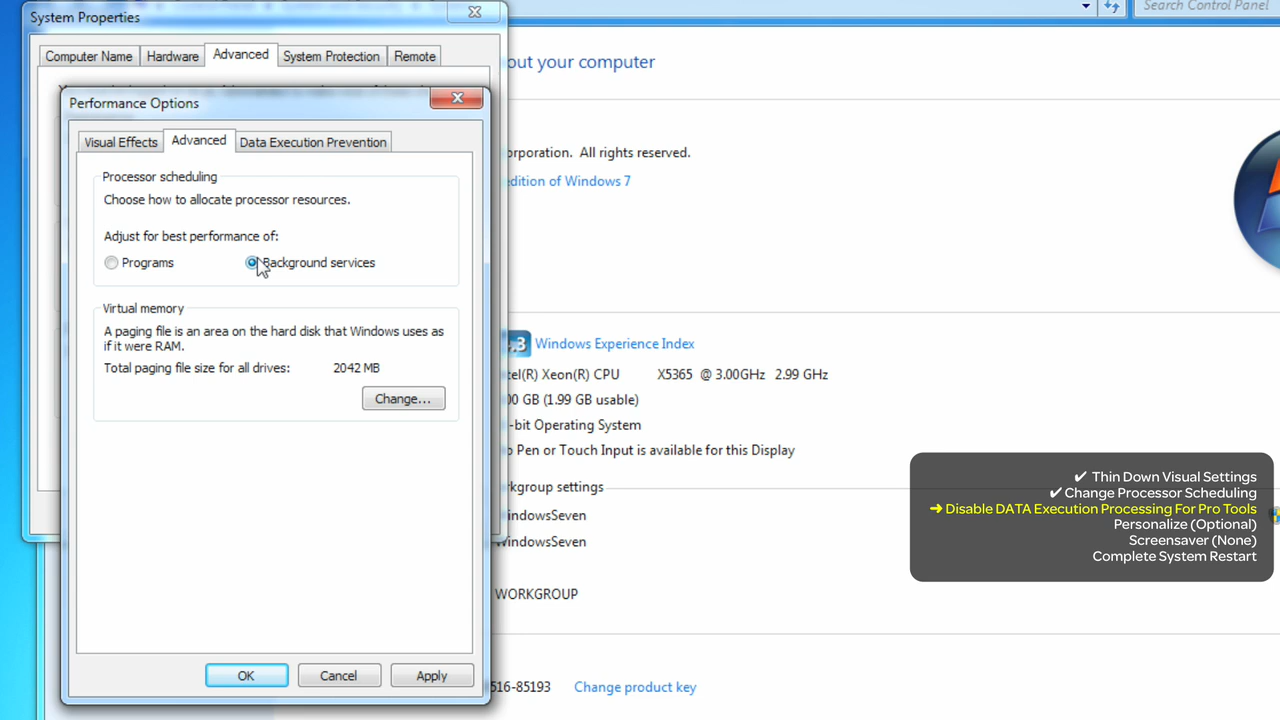 System Properties
Search Control Panel
Computer Name
Hardware
Advanced
System Protection
Remote
out your computer
Performance Options
Visual Effects
Advanced
Data Execution Prevention
orporation. All rights reserved.
edition of Windows 7
Processor scheduling
Choose how to allocate processor resources.
Adjust for best performance of:
Programs
Background services
Virtual memory
A paging file is an area on the hard disk that Windows uses as
if it were RAM.
Total paging file size for all drives: 2042 MB
Change...
.3 Windows Experience Index
tel(R) Xeon(R) CPU X5365 @ 3.00GHz 2.99 GHz
00 GB (1.99 GB usable)
-bit Operating System
o Pen or Touch Input is available for this Display
rkgroup settings
indowsSeven
indowsSeven
WORKGROUP
✔ Thin Down Visual Settings
✔ Change Processor Scheduling
➜ Disable DATA Execution Processing For Pro Tools
Personalize (Optional)
Screensaver (None)
Complete System Restart
OK
Cancel
Apply
516-85193
Change product key